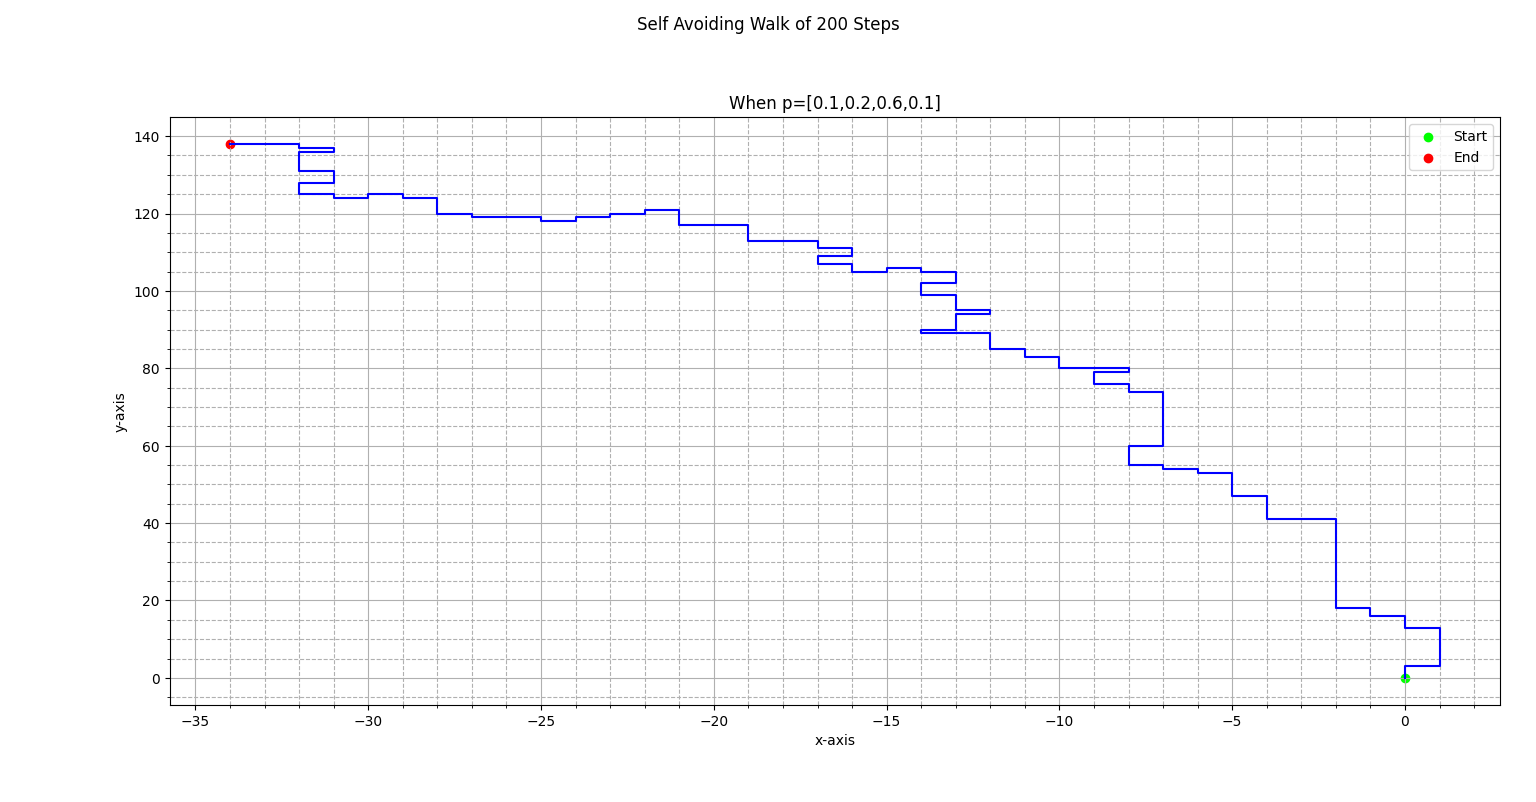 Self Avoiding Walk of 200 Steps
When p=[0.1,0.2,0.6,0.1]
Start
End
140
120
100
80
60
40
20
0
y-axis
−35 −30 −25 −20 −15 −10 −5 0
x-axis